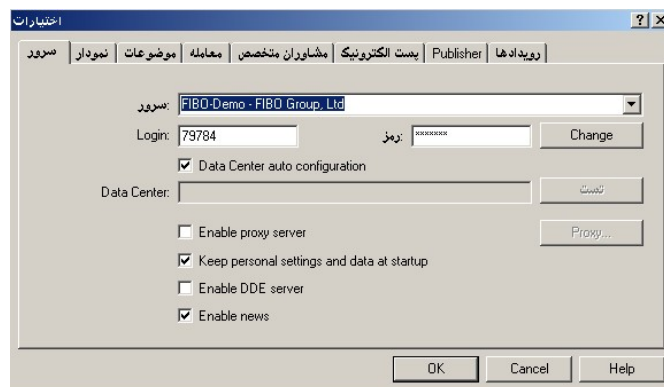 اختیارات
سرور | نمودار | موضوعات | معامله | مشاوران متخصص | پست الکترونیک | Publisher | رویدادها
سرور: FIBO-Demo - FIBO Group, Ltd
Login: 79784 رمز: ******* Change
Data Center auto configuration
Data Center: تست
Enable proxy server Proxy...
Keep personal settings and data at startup
Enable DDE server
Enable news
OK Cancel Help